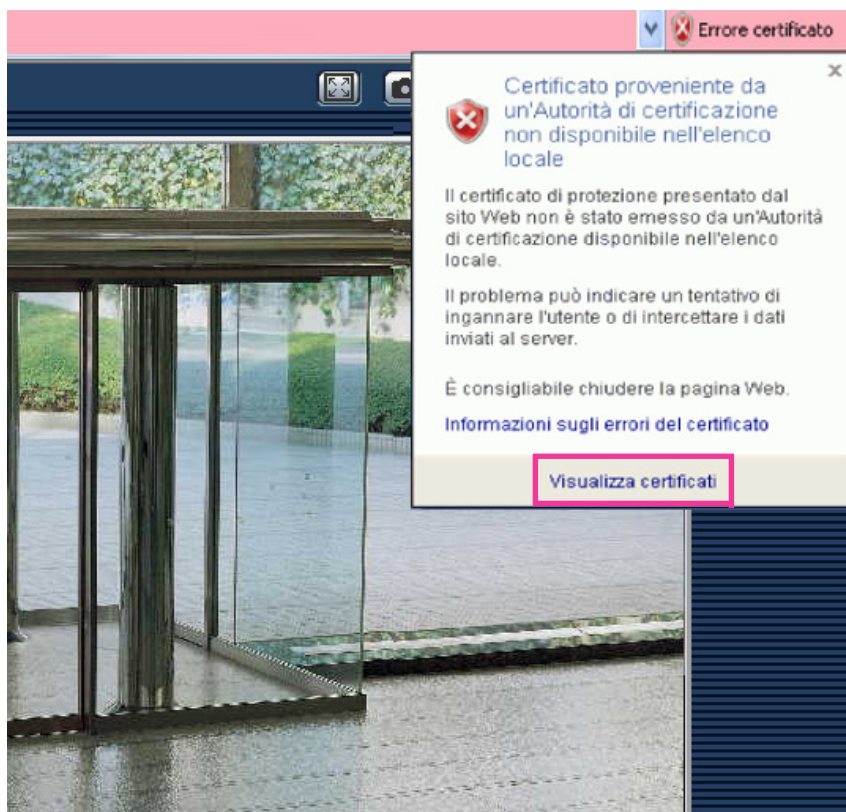 Errore certificato
Certificato proveniente da
un'Autorità di certificazione
non disponibile nell'elenco
locale
Il certificato di protezione presentato dal
sito Web non è stato emesso da un'Autorità
di certificazione disponibile nell'elenco
locale.
Il problema può indicare un tentativo di
ingannare l'utente o di intercettare i dati
inviati al server.
È consigliabile chiudere la pagina Web.
Informazioni sugli errori del certificato
Visualizza certificati